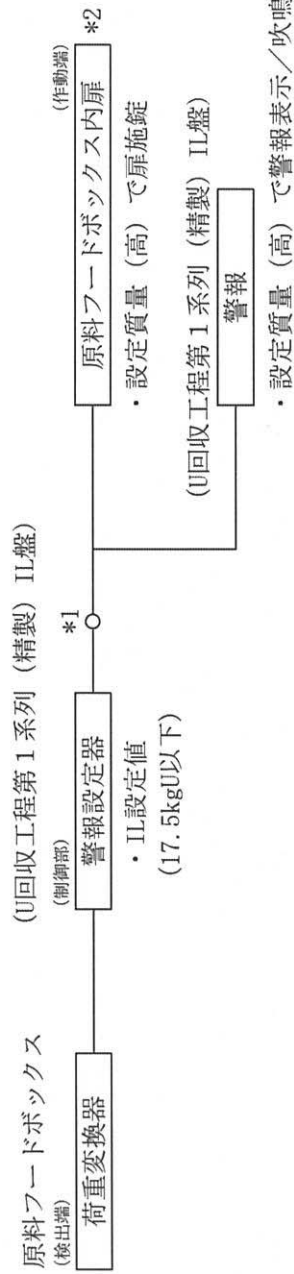 原料フードボックス
(検出端)
荷重変換器
(U回収工程第1系列(精製)IL盤)
(制御部)
警報設定器
・IL設定値
(17.5kgU以下)
*1
(作動端)
原料フードボックス内扉
*2
・設定質量(高)で扉施錠
(U回収工程第1系列(精製)IL盤)
警報
・設定質量(高)で警報表示/吹鳴